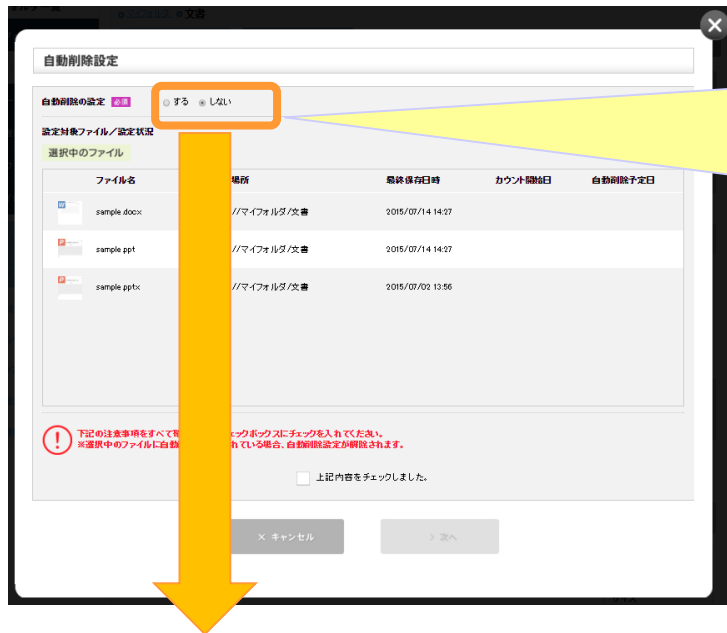 マイフォルダ 文書
自動削除設定
自動削除の設定 必須 する しない
設定対象ファイル／設定状況
選択中のファイル
ファイル名 場所 最終保存日時 カウント開始日 自動削除予定日
sample.docx //マイフォルダ/文書 2015/07/14 14:27
sample.ppt //マイフォルダ/文書 2015/07/14 14:27
sample.pptx //マイフォルダ/文書 2015/07/02 13:56
下記の注意事項をすべて ックボックスにチェックを入れてください。
※選択中のファイルに自動 れている場合、自動削除設定が解除されます。
上記内容をチェックしました。
× キャンセル > 次へ